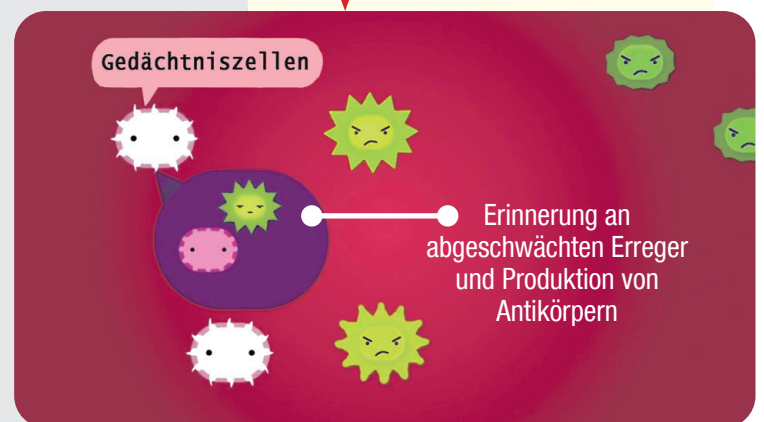 Gedächtniszellen
Erinnerung an
abgeschwächten Erreger
und Produktion von
Antikörpern